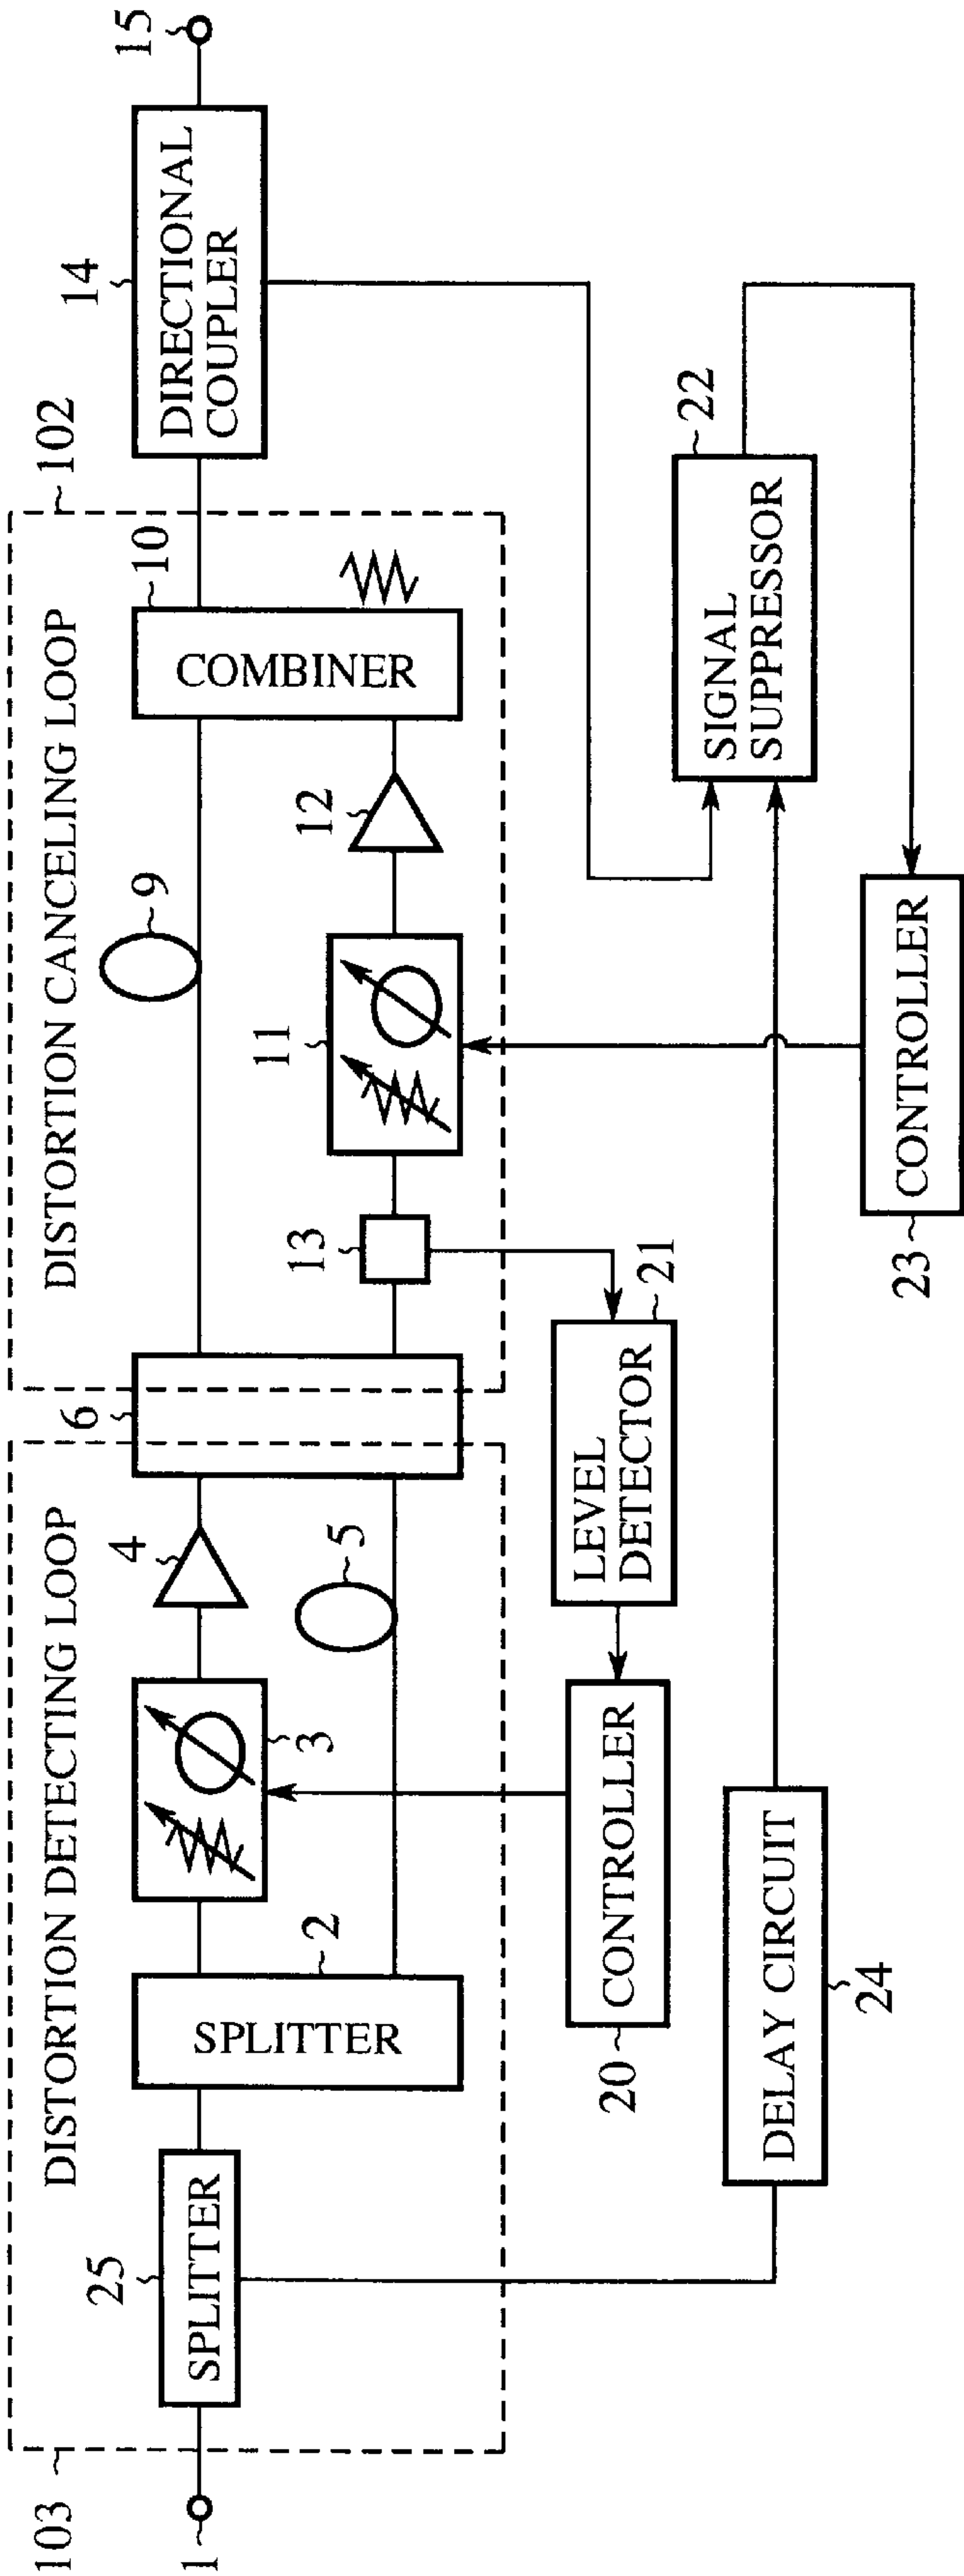 103
DISTORTION DETECTING LOOP
DISTORTION CANCELING LOOP
102
1
25
SPLITTER
SPLITTER
2
3
4
5
6
9
13
11
12
10
COMBINER
14
DIRECTIONAL
COUPLER
15
20
CONTROLLER
LEVEL
DETECTOR
21
SIGNAL
SUPPRESSOR
22
DELAY CIRCUIT
24
23
CONTROLLER